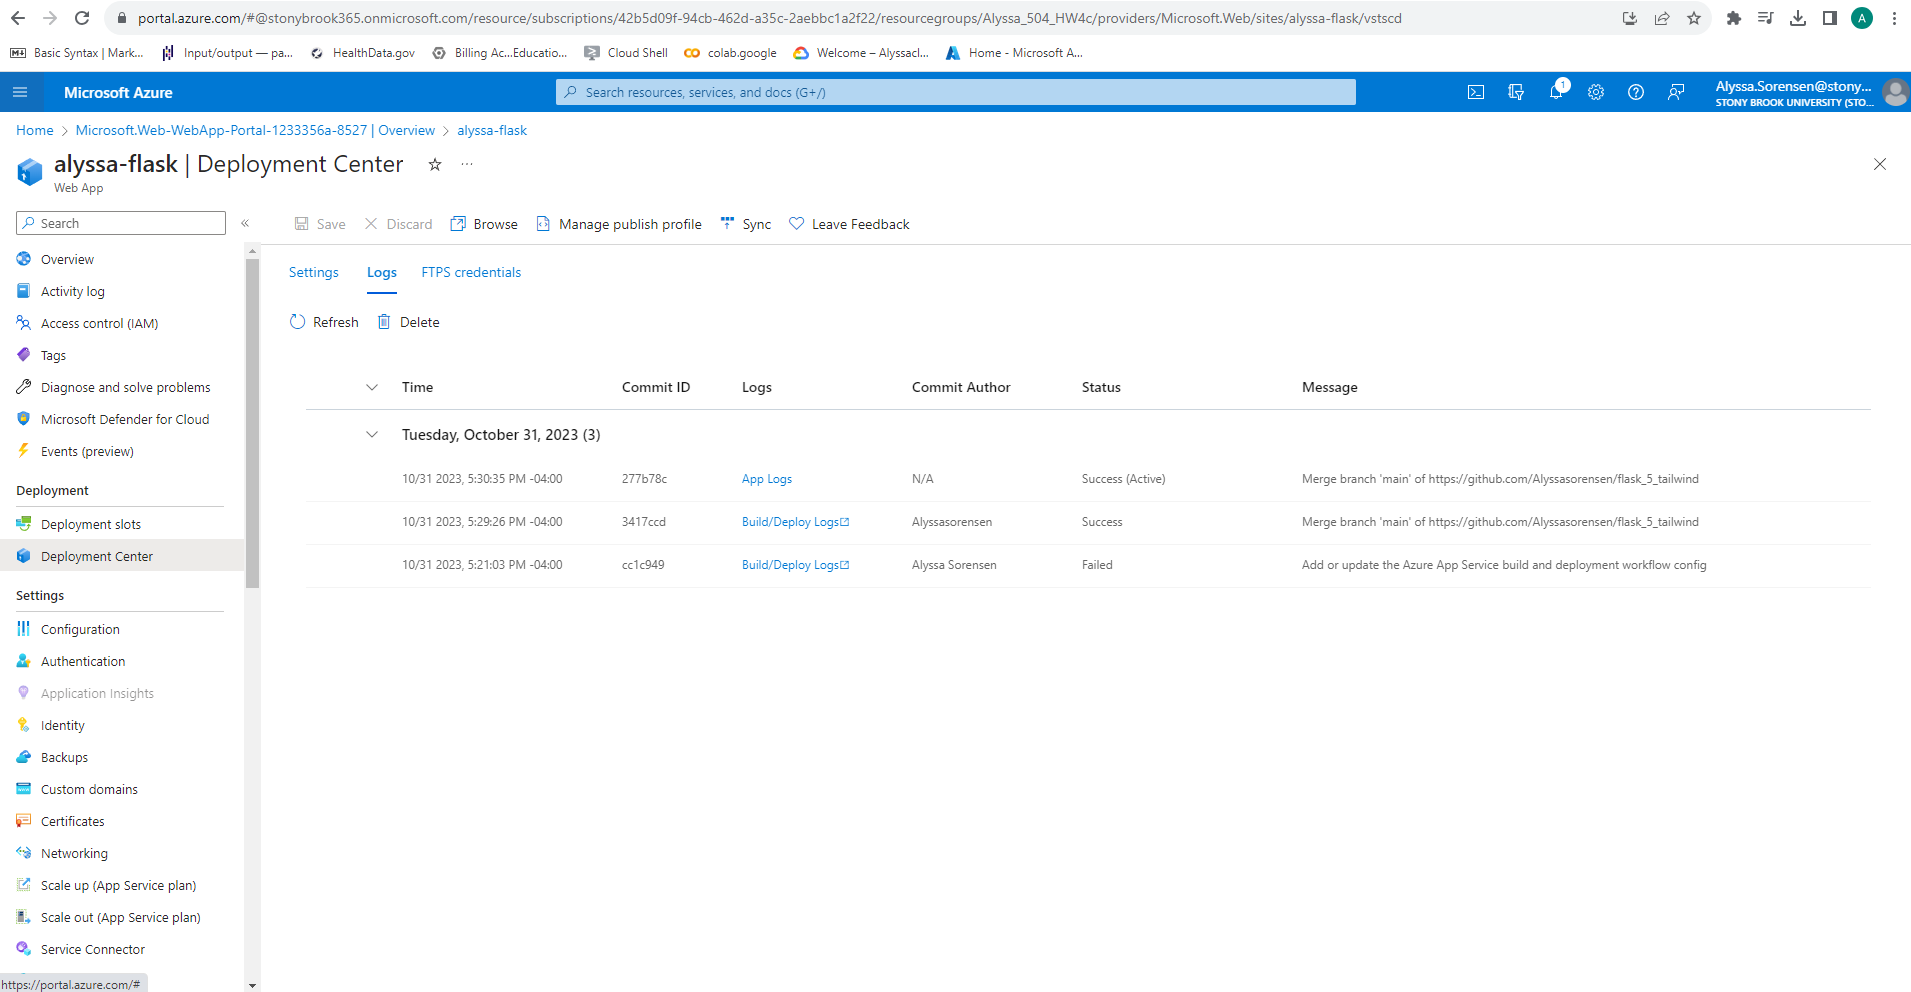 portal.azure.com/#@stonybrook365.onmicrosoft.com/resource/subscriptions/42b5d09f-94cb-462d-a35c-2aebbc1a2f22/resourcegroups/Alyssa_504_HW4c/providers/Microsoft.Web/sites/alyssa-flask/vstscd
A
Basic Syntax | Mark... Input/output — pa... HealthData.gov Billing Ac...Educatio... Cloud Shell colab.google Welcome – Alyssacl... Home - Microsoft A...
Microsoft Azure
Search resources, services, and docs (G+/)
1
Alyssa.Sorensen@stony...
STONY BROOK UNIVERSITY (STO...
Home > Microsoft.Web-WebApp-Portal-1233356a-8527 | Overview > alyssa-flask
alyssa-flask | Deployment Center
Web App
Search
Save Discard Browse Manage publish profile Sync Leave Feedback
Overview
Activity log
Access control (IAM)
Tags
Diagnose and solve problems
Microsoft Defender for Cloud
Events (preview)
Deployment
Deployment slots
Deployment Center
Settings
Configuration
Authentication
Application Insights
Identity
Backups
Custom domains
Certificates
Networking
Scale up (App Service plan)
Scale out (App Service plan)
Service Connector
https://portal.azure.com/#
Settings Logs FTPS credentials
Refresh Delete
Time Commit ID Logs Commit Author Status Message
Tuesday, October 31, 2023 (3)
10/31 2023, 5:30:35 PM -04:00 277b78c App Logs N/A Success (Active) Merge branch 'main' of https://github.com/Alyssasorensen/flask_5_tailwind
10/31 2023, 5:29:26 PM -04:00 3417ccd Build/Deploy Logs Alyssasorensen Success Merge branch 'main' of https://github.com/Alyssasorensen/flask_5_tailwind
10/31 2023, 5:21:03 PM -04:00 cc1c949 Build/Deploy Logs Alyssa Sorensen Failed Add or update the Azure App Service build and deployment workflow config